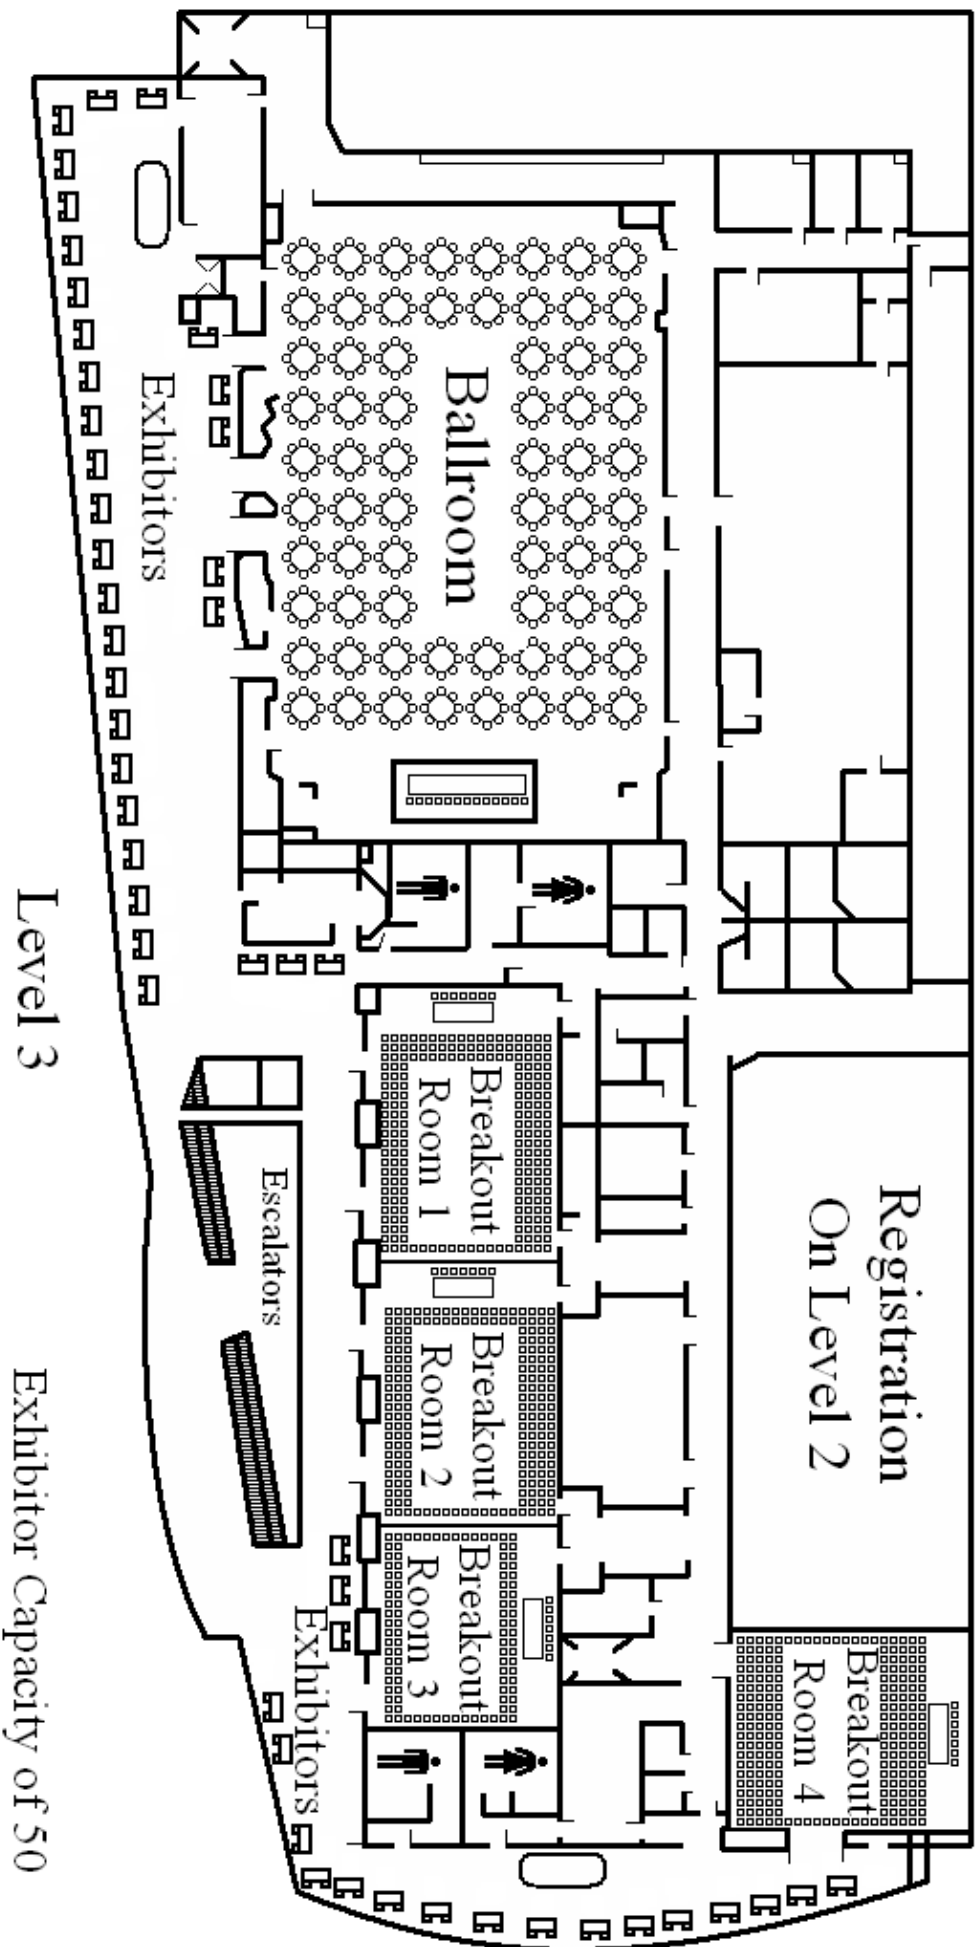 Registration
On Level 2
Breakout
Room 4
Ballroom
Breakout
Room 1
Breakout
Room 2
Breakout
Room 3
Escalators
Exhibitors
Exhibitors
Level 3
Exhibitor Capacity of 50